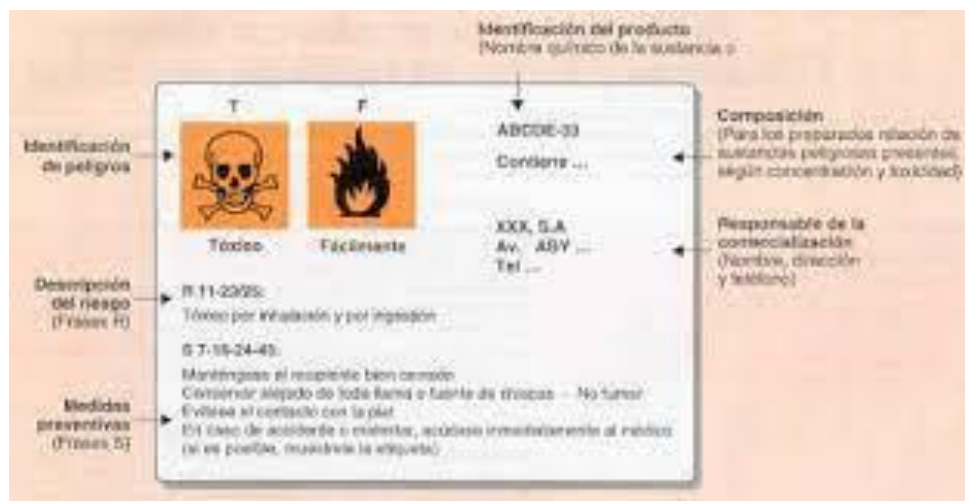 Identificación del producto
(Nombre químico de la sustancia o
T F
Identificación
de peligros
ABCDE-33
Contiene ...
Composición
(Para los preparados relación de
sustancias peligrosas presentes
según concentración y toxicidad)
Tóxico Fácilmente
XXX, S.A
Av. ABY ...
Tel ...
Responsable de la
comercialización
(Nombre, dirección
y teléfono)
Descripción
del riesgo
(Frases R)
R 11-23/25:
Tóxico por inhalación y por ingestión
S 7-16-24-45:
Manténgase el recipiente bien cerrado
Conservar alejado de toda llama o fuente de chispas - No fumar
Evítese el contacto con la piel
En caso de accidente o malestar, acúdase inmediatamente al médico
(si es posible, muéstrele la etiqueta)
Medidas
preventivas
(Frases S)